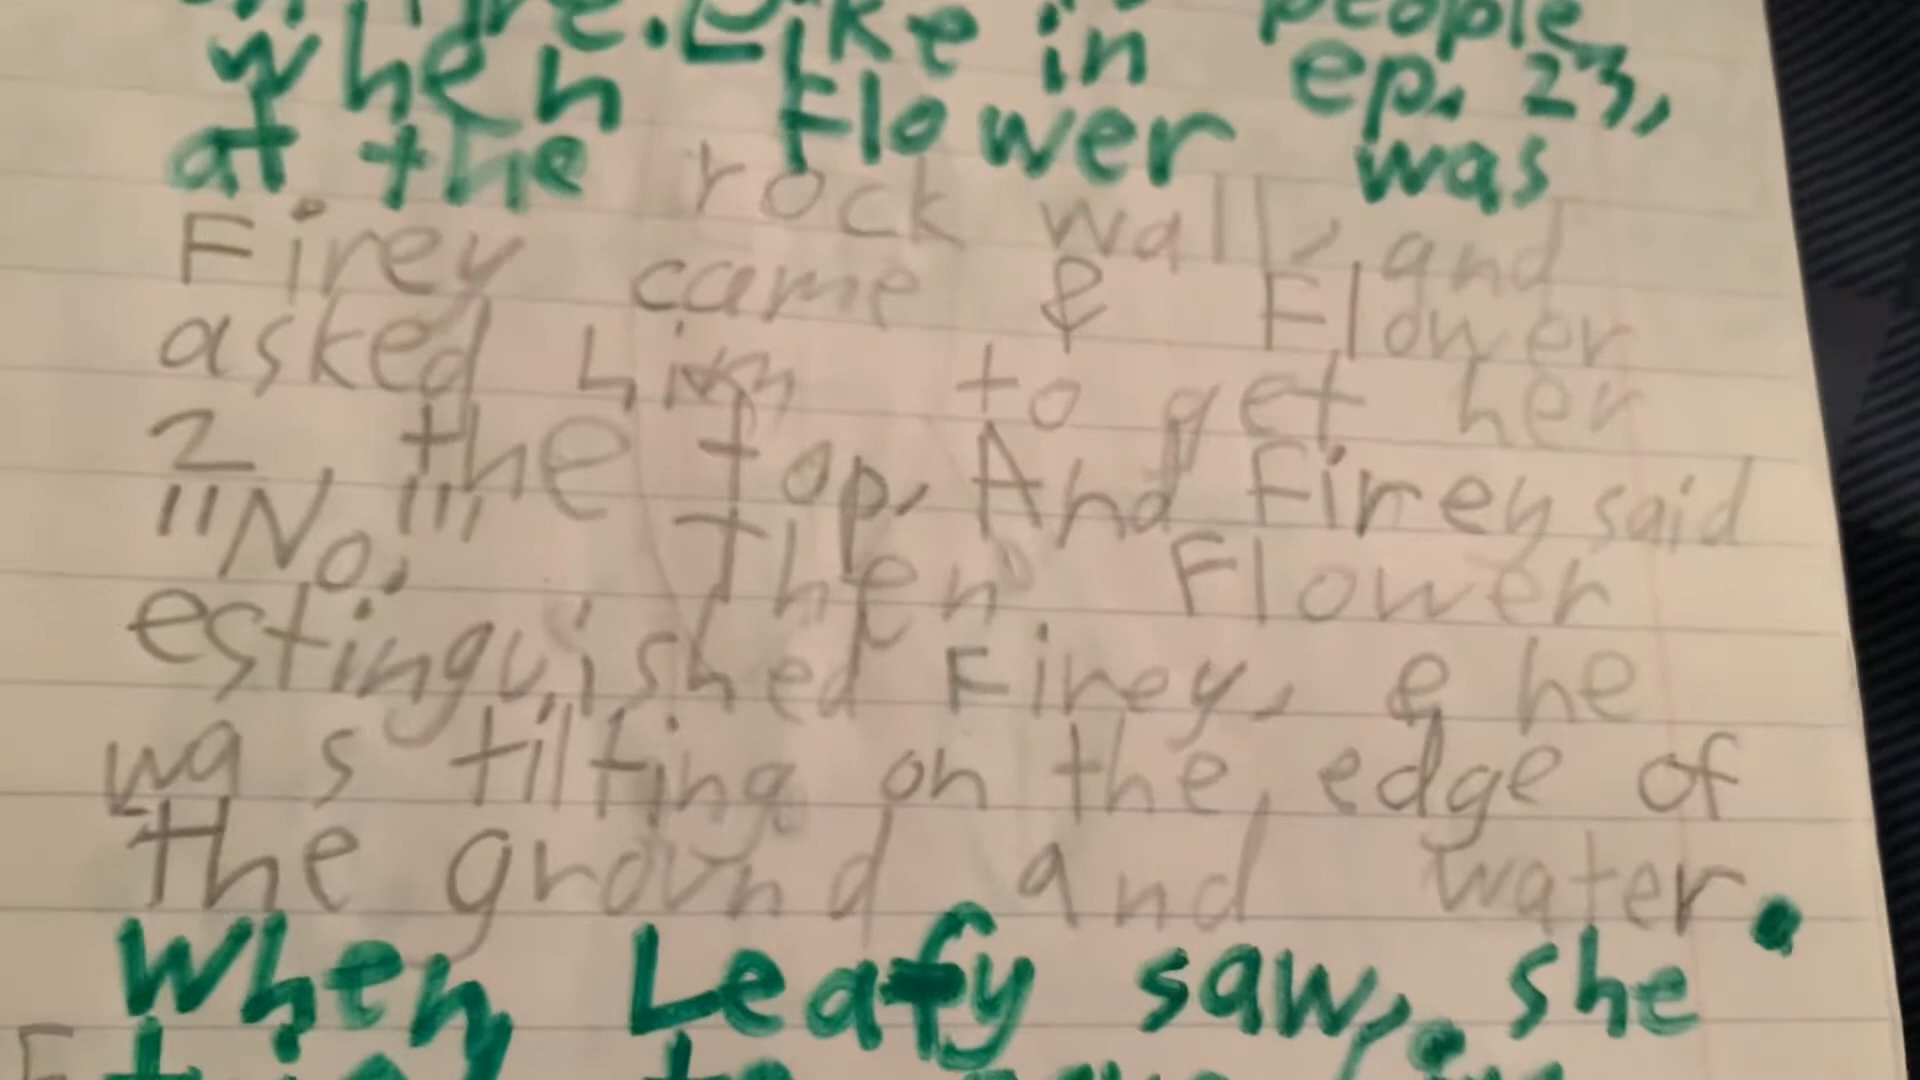 Like in people
when ep. 23,
Flower was
at the rock wall, and
Firey came & Flower
asked him to get her
2 the top. And Firey said
"No,", Then Flower
estinguished Firey, & he
was tilting on the edge of
the ground and water.
When Leafy saw, she